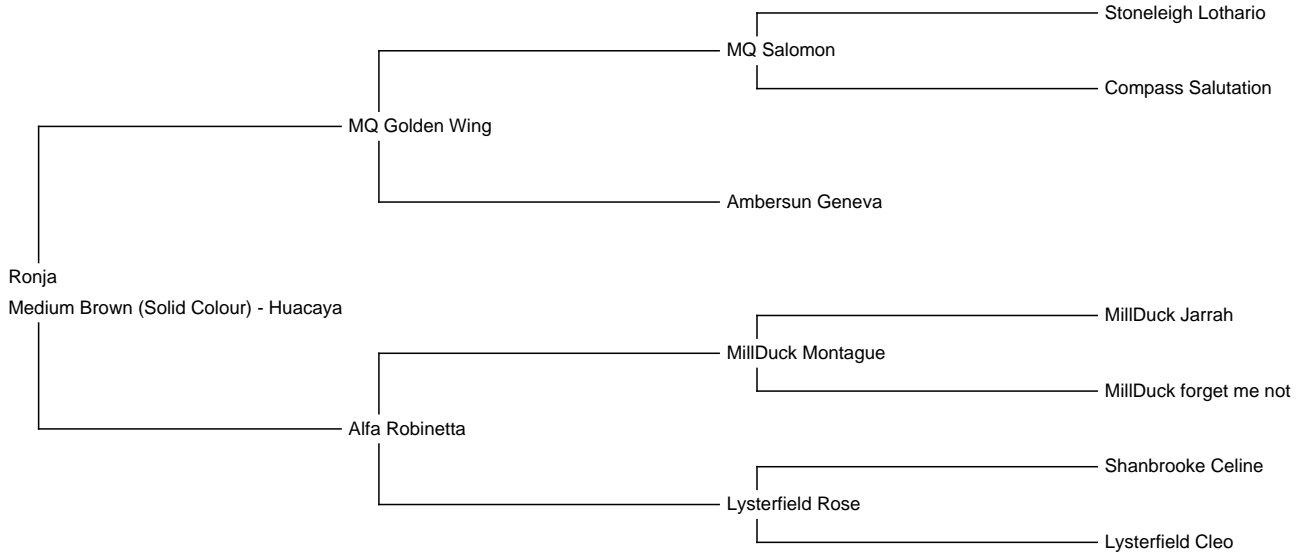 Stoneleigh Lothario
MQ Salomon
Compass Salutation
MQ Golden Wing
Ambersun Geneva
Ronja
Medium Brown (Solid Colour) - Huacaya
MillDuck Jarrah
MillDuck Montague
MillDuck forget me not
Alfa Robinetta
Shanbrooke Celine
Lysterfield Rose
Lysterfield Cleo